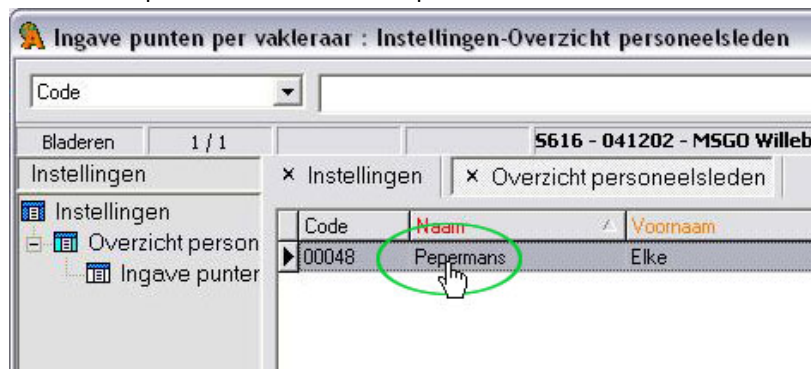 Ingave punten per vakleraar : Instellingen-Overzicht personeelsleden
Code
Bladeren 1 / 1 S616 - 041202 - MSGO Willeb
Instellingen × Instellingen × Overzicht personeelsleden
Instellingen
Overzicht person
Ingave punter
Code Naam Voornaam
00048 Pepermans Elke